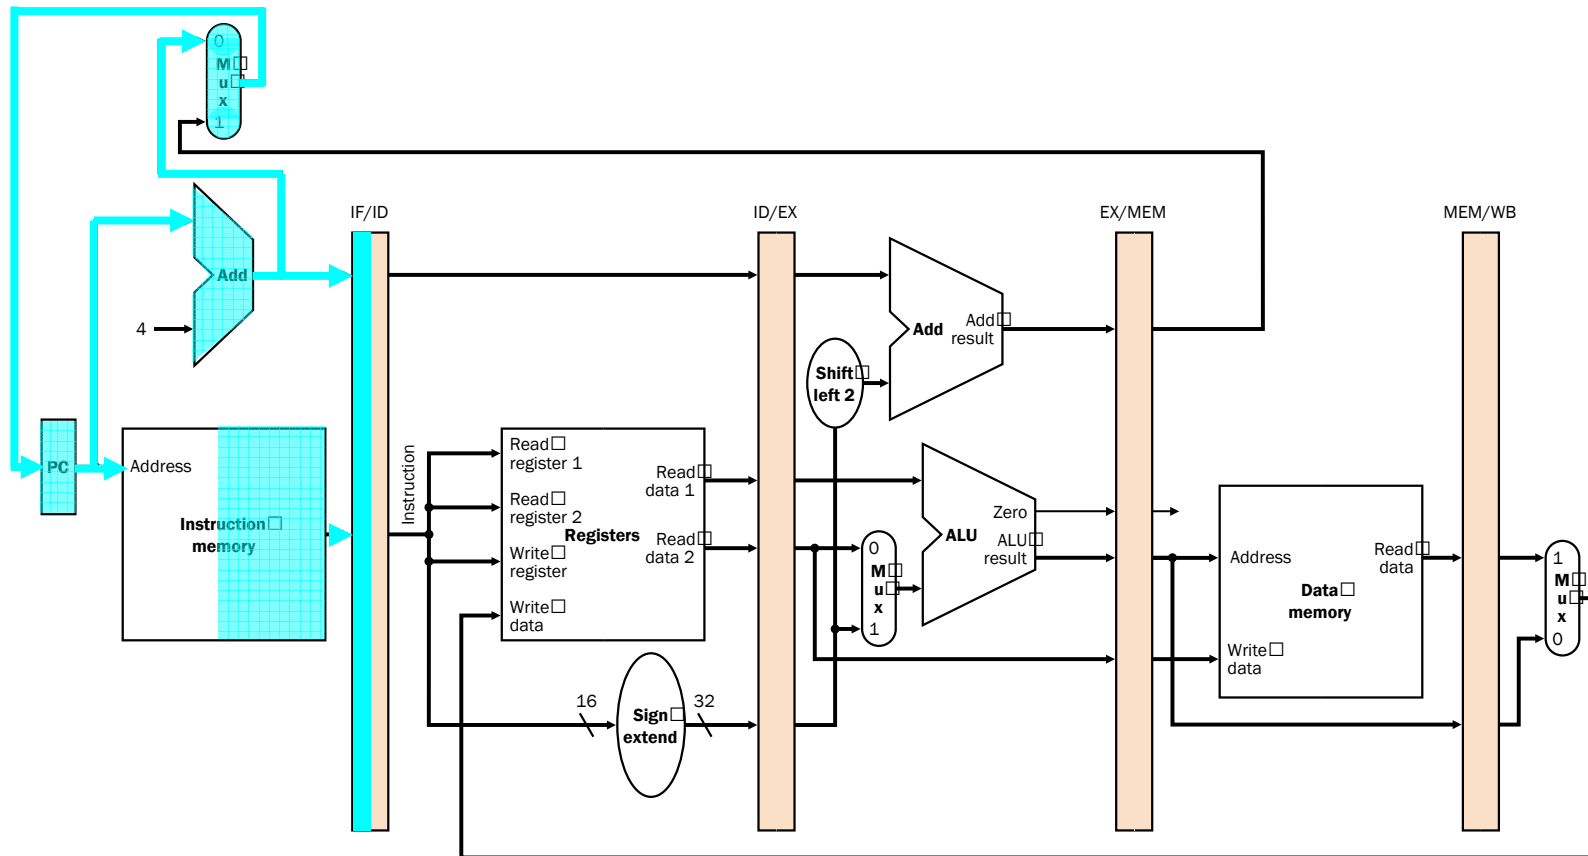 0
M
u
x
1
IF/ID
ID/EX
EX/MEM
MEM/WB
Add
4
Add
Add
result
Shift
left 2
PC
Address
Instruction
memory
Instruction
Read
register 1
Read
register 2
Write
register
Write
data
Registers
Read
data 1
Read
data 2
16
Sign
extend
32
0
M
u
x
1
Zero
ALU
ALU
result
Address
Read
data
Data
memory
Write
data
1
M
u
x
0